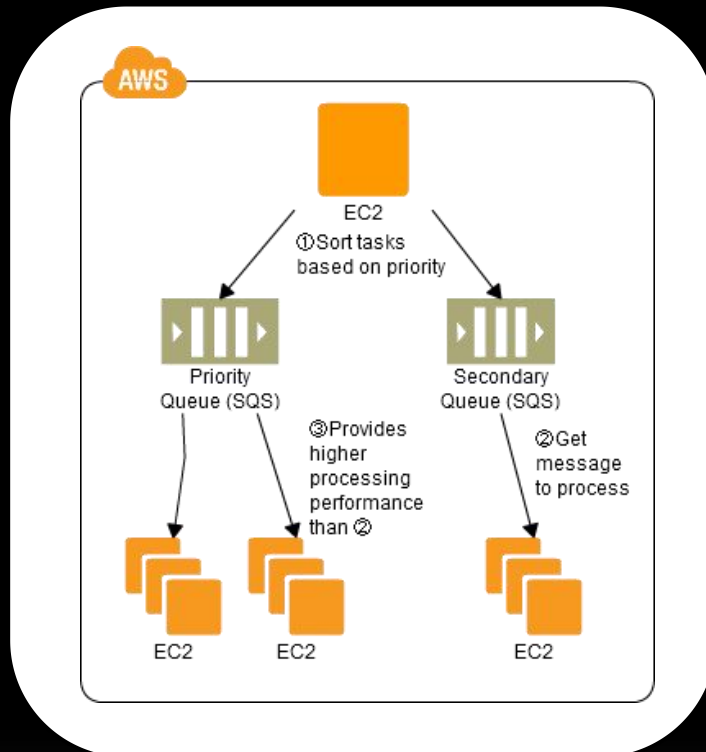 AWS
EC2
①Sort tasks
based on priority
Priority
Queue (SQS)
Secondary
Queue (SQS)
③Provides
higher
processing
performance
than ②
②Get
message
to process
EC2
EC2
EC2